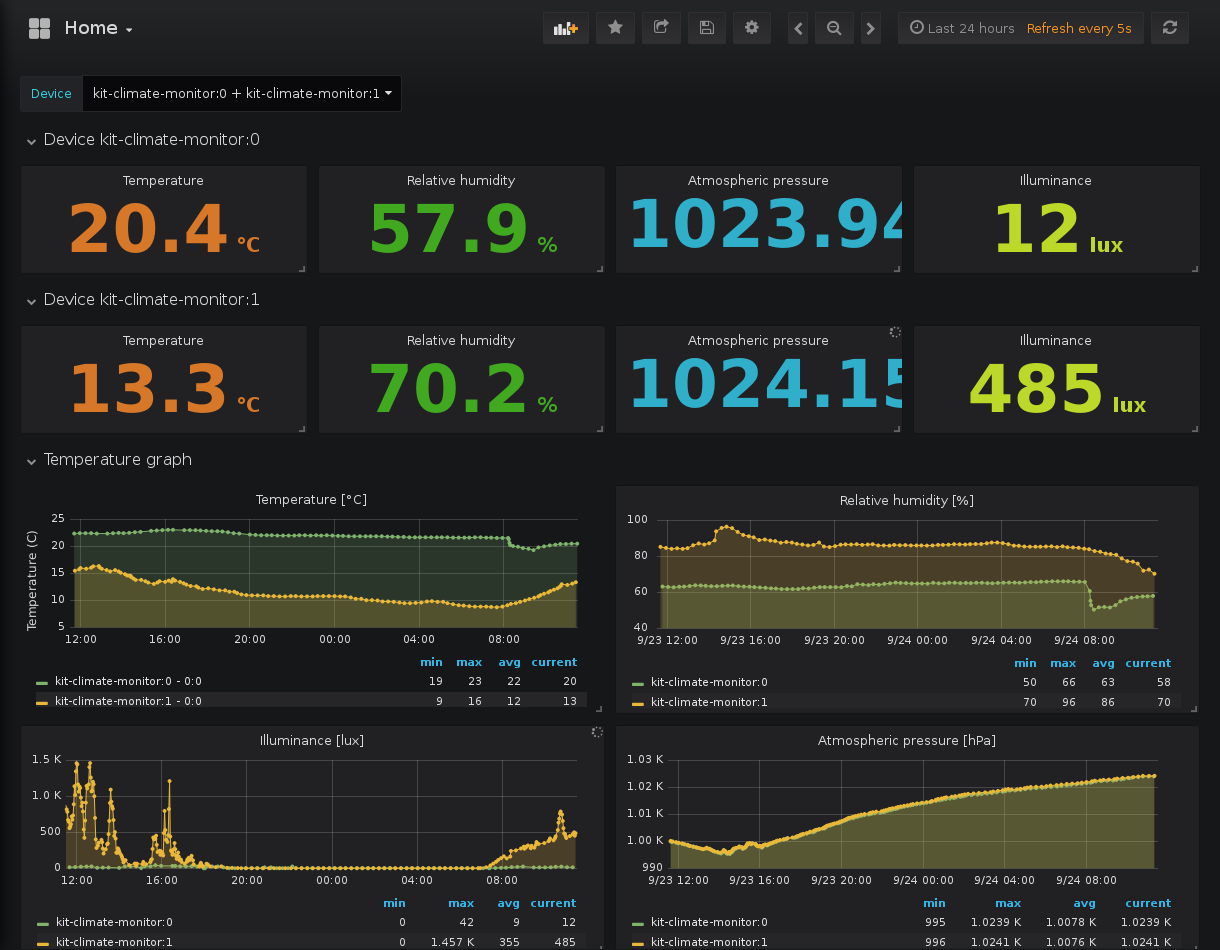 Home
Last 24 hours Refresh every 5s
Device kit-climate-monitor:0 + kit-climate-monitor:1
Device kit-climate-monitor:0
Temperature Relative humidity Atmospheric pressure Illuminance
20.4 °C 57.9 % 1023.94 12 lux
Device kit-climate-monitor:1
Temperature Relative humidity Atmospheric pressure Illuminance
13.3 °C 70.2 % 1024.15 485 lux
Temperature graph
Temperature [°C]
Temperature (C)
25
20
15
10
5
12:00 16:00 20:00 00:00 04:00 08:00
min max avg current
kit-climate-monitor:0 - 0:0 19 23 22 20
kit-climate-monitor:1 - 0:0 9 16 12 13
Relative humidity [%]
100
80
60
40
9/23 12:00 9/23 16:00 9/23 20:00 9/24 00:00 9/24 04:00 9/24 08:00
min max avg current
kit-climate-monitor:0 50 66 63 58
kit-climate-monitor:1 70 96 86 70
Illuminance [lux]
1.5 K
1.0 K
500
0
12:00 16:00 20:00 00:00 04:00 08:00
min max avg current
kit-climate-monitor:0 0 42 9 12
kit-climate-monitor:1 0 1.457 K 355 485
Atmospheric pressure [hPa]
1.03 K
1.02 K
1.01 K
1.00 K
990
9/23 12:00 9/23 16:00 9/23 20:00 9/24 00:00 9/24 04:00 9/24 08:00
min max avg current
kit-climate-monitor:0 995 1.0239 K 1.0078 K 1.0239 K
kit-climate-monitor:1 996 1.0241 K 1.0076 K 1.0241 K